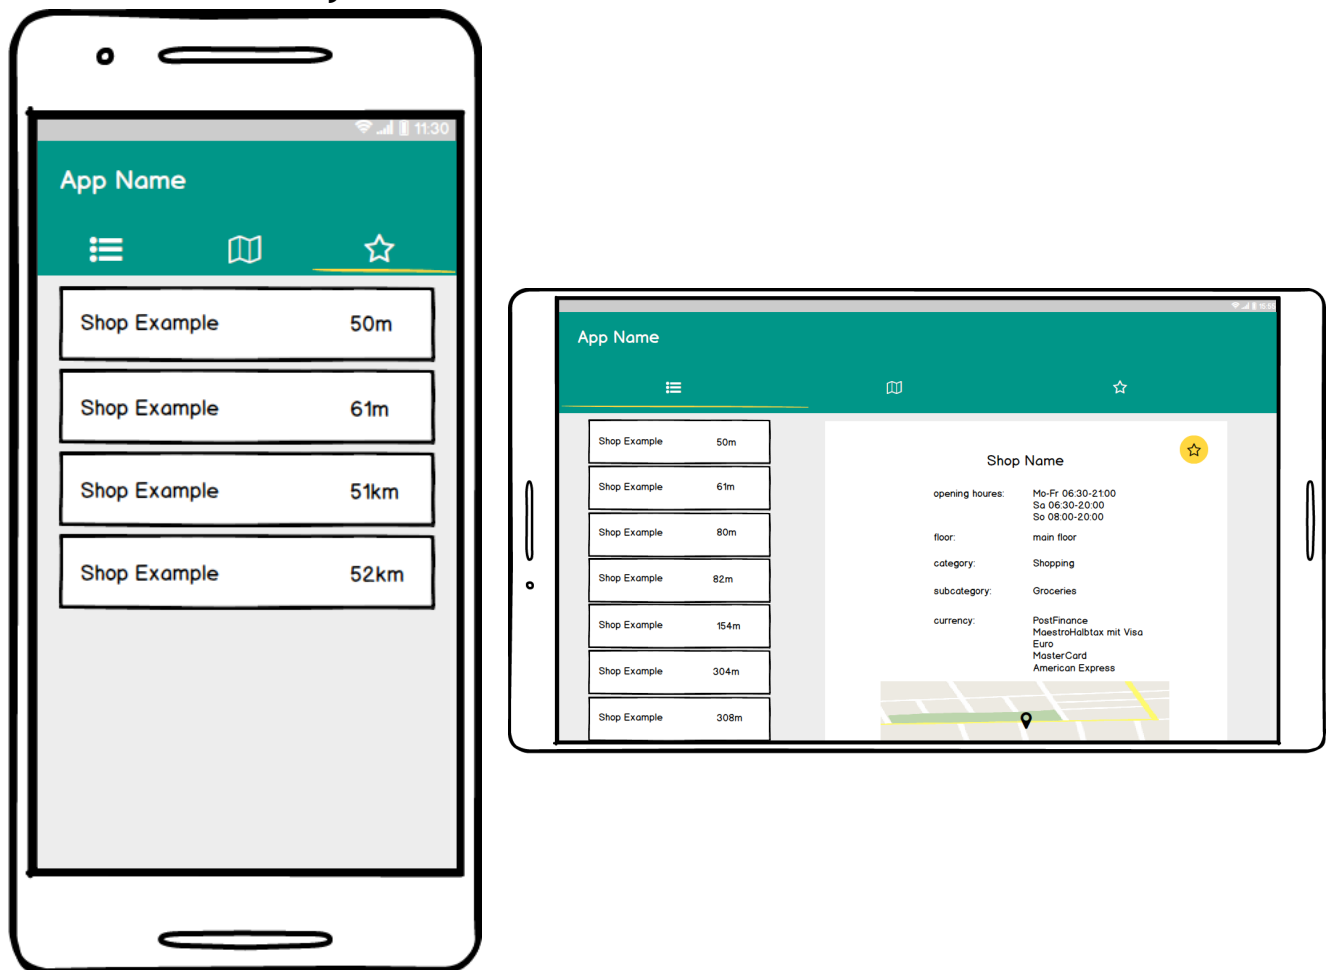 11:30
App Name
Shop Example 50m
Shop Example 61m
Shop Example 51km
Shop Example 52km
App Name
Shop Example 50m
Shop Example 61m
Shop Example 80m
Shop Example 82m
Shop Example 154m
Shop Example 304m
Shop Example 308m
Shop Name
opening houres: Mo-Fr 06:30-21:00
Sa 06:30-20:00
So 08:00-20:00
floor: main floor
category: Shopping
subcategory: Groceries
currency: PostFinance
MaestroHalbtax mit Visa
Euro
MasterCard
American Express